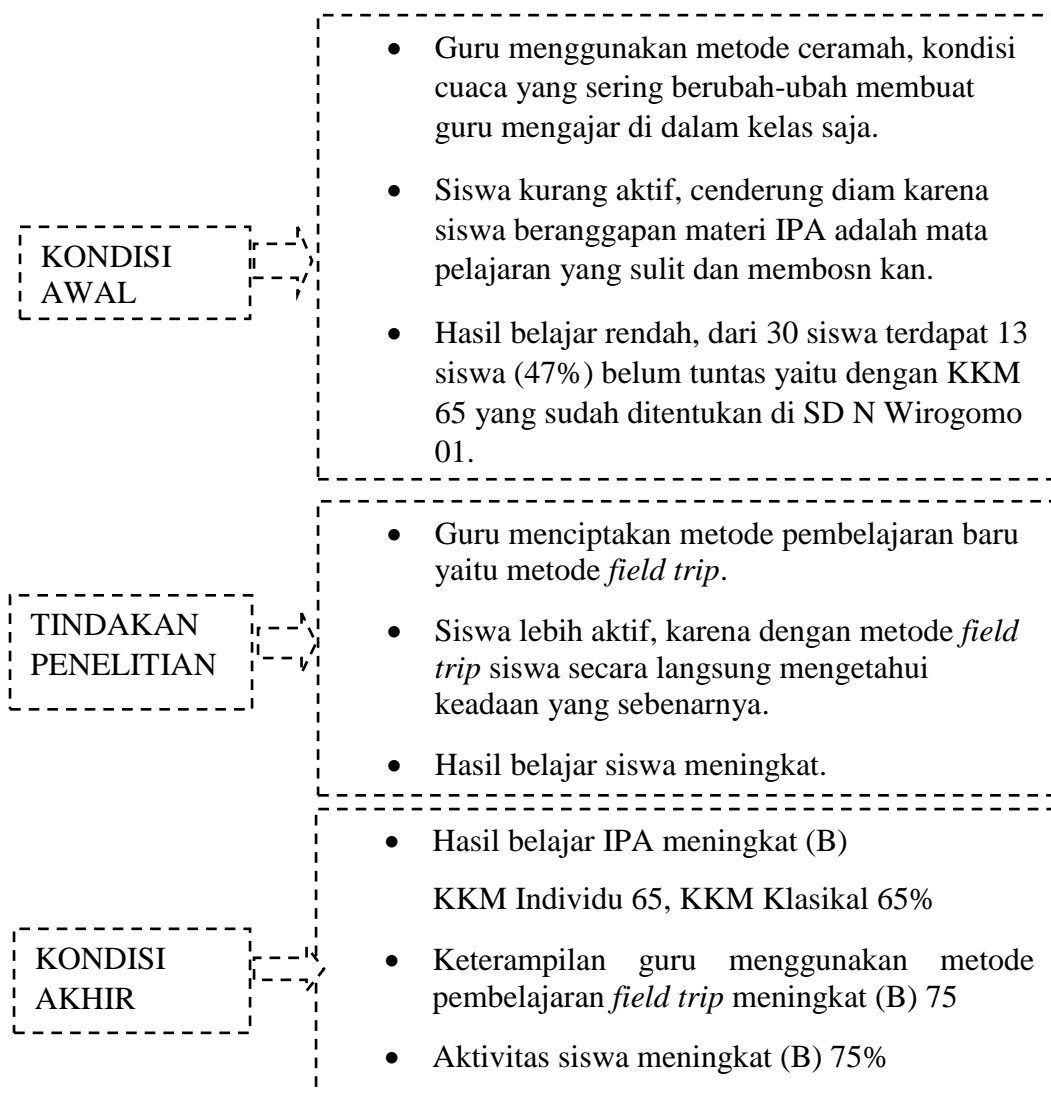 • Guru menggunakan metode ceramah, kondisi
cuaca yang sering berubah-ubah membuat
guru mengajar di dalam kelas saja.
• Siswa kurang aktif, cenderung diam karena
siswa beranggapan materi IPA adalah mata
pelajaran yang sulit dan membosn kan.
• Hasil belajar rendah, dari 30 siswa terdapat 13
siswa (47%) belum tuntas yaitu dengan KKM
65 yang sudah ditentukan di SD N Wirogomo
01.
KONDISI
AWAL
• Guru menciptakan metode pembelajaran baru
yaitu metode field trip.
• Siswa lebih aktif, karena dengan metode field
trip siswa secara langsung mengetahui
keadaan yang sebenarnya.
• Hasil belajar siswa meningkat.
TINDAKAN
PENELITIAN
• Hasil belajar IPA meningkat (B)
KKM Individu 65, KKM Klasikal 65%
• Keterampilan guru menggunakan metode
pembelajaran field trip meningkat (B) 75
• Aktivitas siswa meningkat (B) 75%
KONDISI
AKHIR